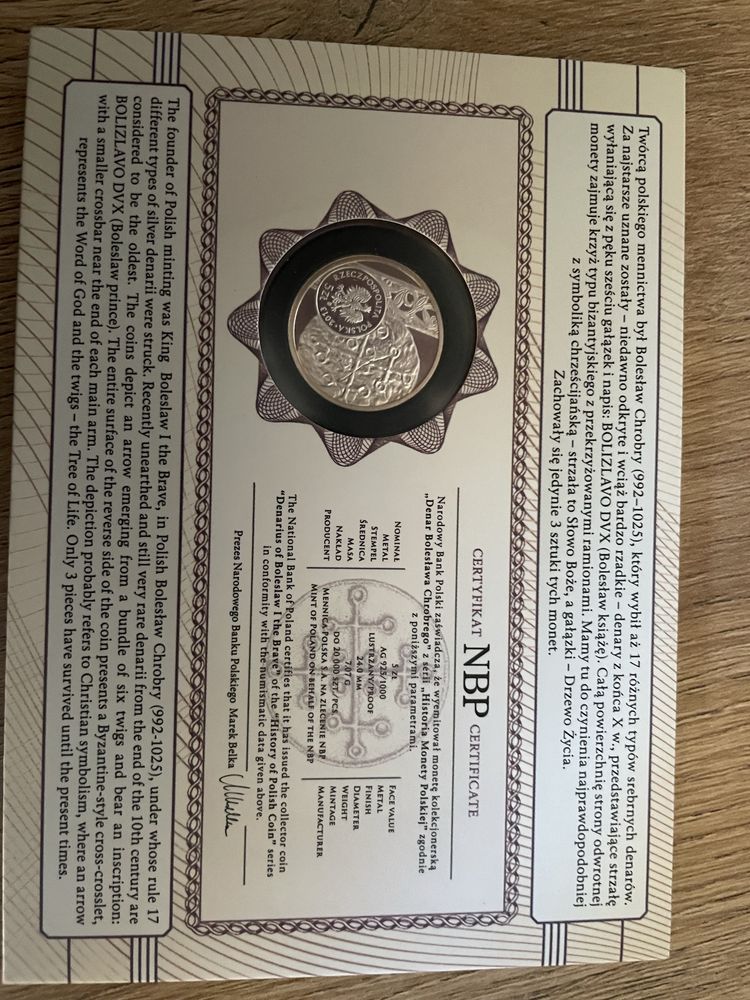 Twórcą polskiego mennictwa był Bolesław Chrobry (992–1025), który wybił aż 17 różnych typów srebrnych denarów.
Za najstarsze uznane zostały – niedawno odkryte i wciąż bardzo rzadkie – denary z końca X w., przedstawiające strzałę
wyłaniającą się z pęku sześciu gałązek i napis: BOLIZLAVO DVX (Bolesław książę). Całą powierzchnię strony odwrotnej
monety zajmuje krzyż typu bizantyjskiego z przekrzyżowanymi ramionami. Mamy tu do czynienia najprawdopodobniej
z symboliką chrześcijańską – strzała to Słowo Boże, a gałązki – Drzewo Życia.
Zachowały się jedynie 3 sztuki tych monet.
RZECZPOSPOLITA POLSKA·2013
5 ZŁ
CERTYFIKAT NBP CERTIFICATE
Narodowy Bank Polski zaświadcza, że wyemitował monetę kolekcjonerską
„Denar Bolesława Chrobrego” z serii „Historia Monety Polskiej” zgodnie
z poniższymi parametrami.
NOMINAŁ 5 ZŁ FACE VALUE
METAL AG 925/1000 METAL
STEMPEL LUSTRZANY/PROOF FINISH
ŚREDNICA 24.0 MM DIAMETER
MASA 7.07 G WEIGHT
NAKŁAD DO 20,000 SZT./PCS. MINTAGE
PRODUCENT MENNICA POLSKA S.A. NA ZLECENIE NBP MANUFACTURER
MINT OF POLAND ON BEHALF OF THE NBP
The National Bank of Poland certifies that it has issued the collector coin
“Denarius of Boleslaw I the Brave” of the “History of Polish Coin” series
in conformity with the numismatic data given above.
Prezes Narodowego Banku Polskiego Marek Belka
The founder of Polish minting was King Boleslaw I the Brave, in Polish Bolesław Chrobry (992-1025), under whose rule 17
different types of silver denarii were struck. Recently unearthed and still very rare denarii from the end of the 10th century are
considered to be the oldest. The coins depict an arrow emerging from a bundle of six twigs and bear an inscription:
BOLIZLAVO DVX (Boleslaw prince). The entire surface of the reverse side of the coin presents a Byzantine-style cross-crosslet,
with a smaller crossbar near the end of each main arm. The depiction probably refers to Christian symbolism, where an arrow
represents the Word of God and the twigs – the Tree of Life. Only 3 pieces have survived until the present times.